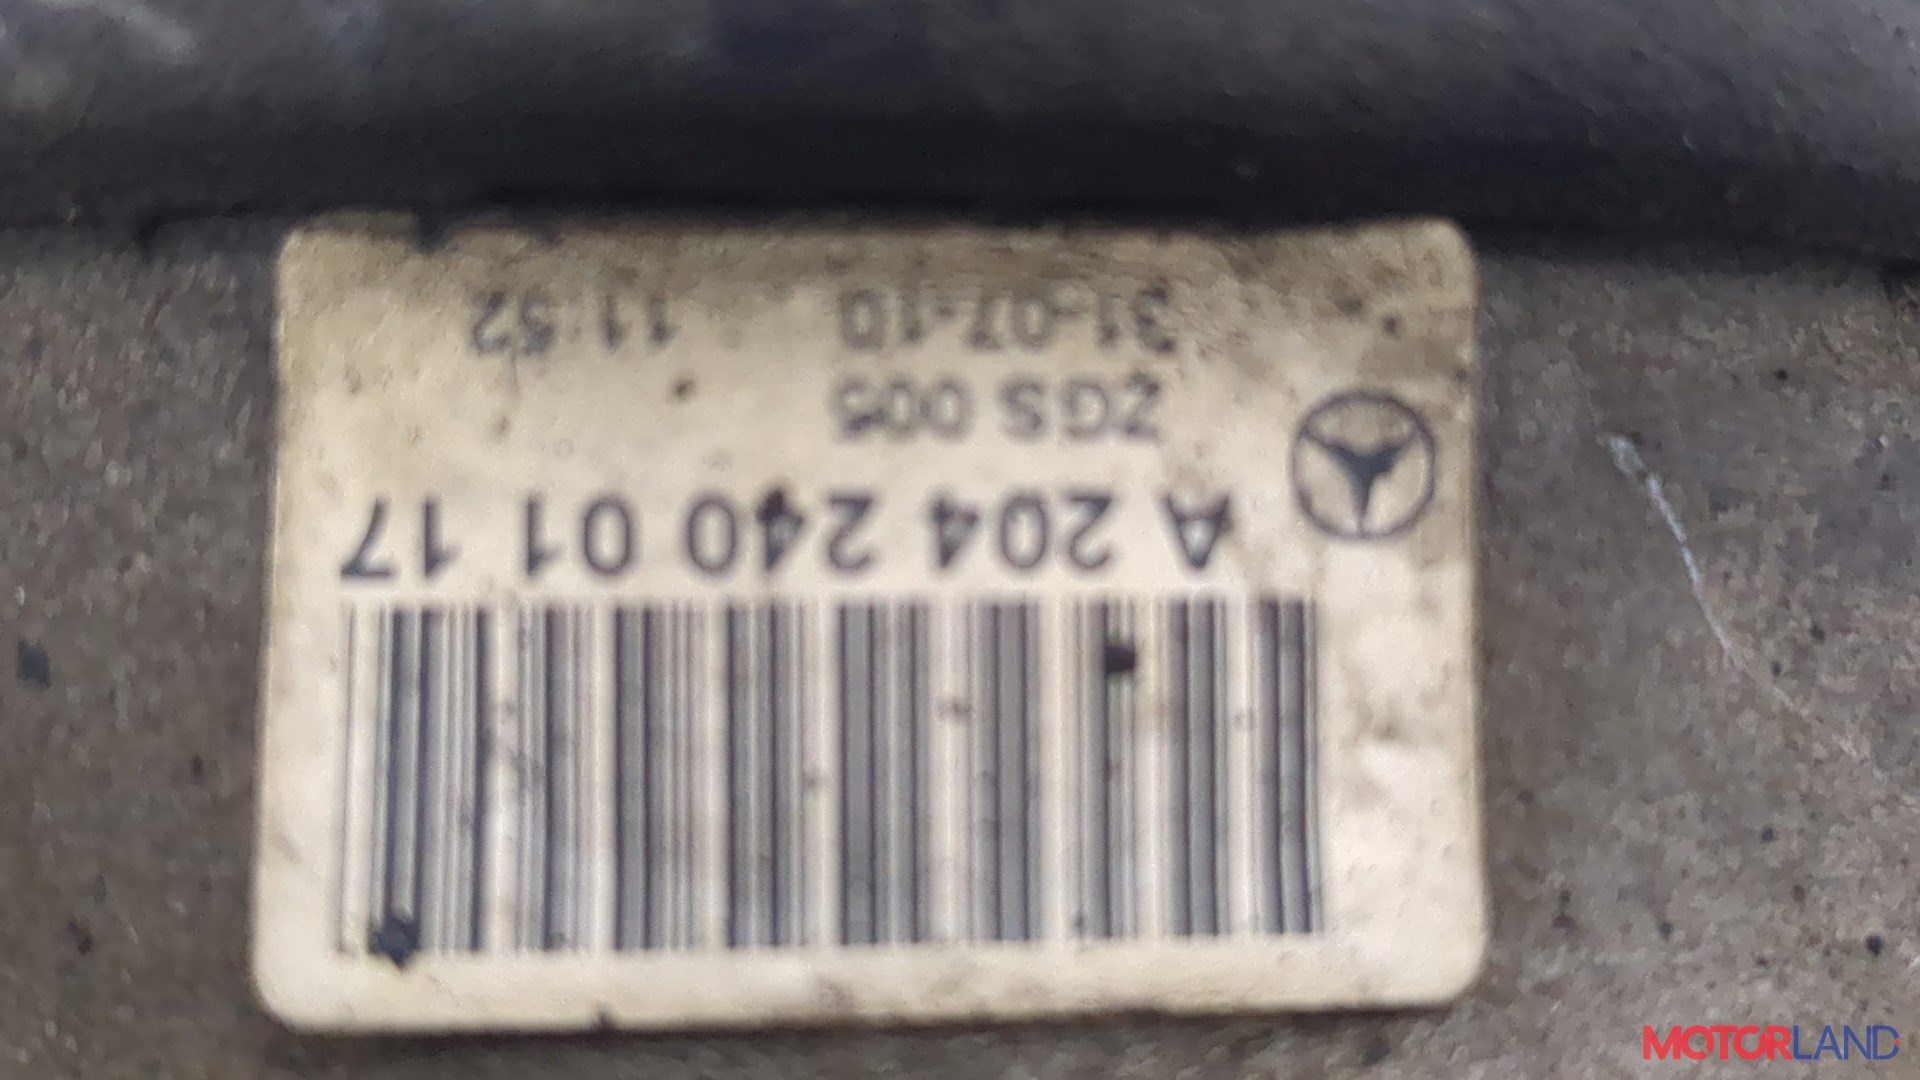 A 204 240 01 17
ZGS 005
31-07-10 11:52
MOTORLAND